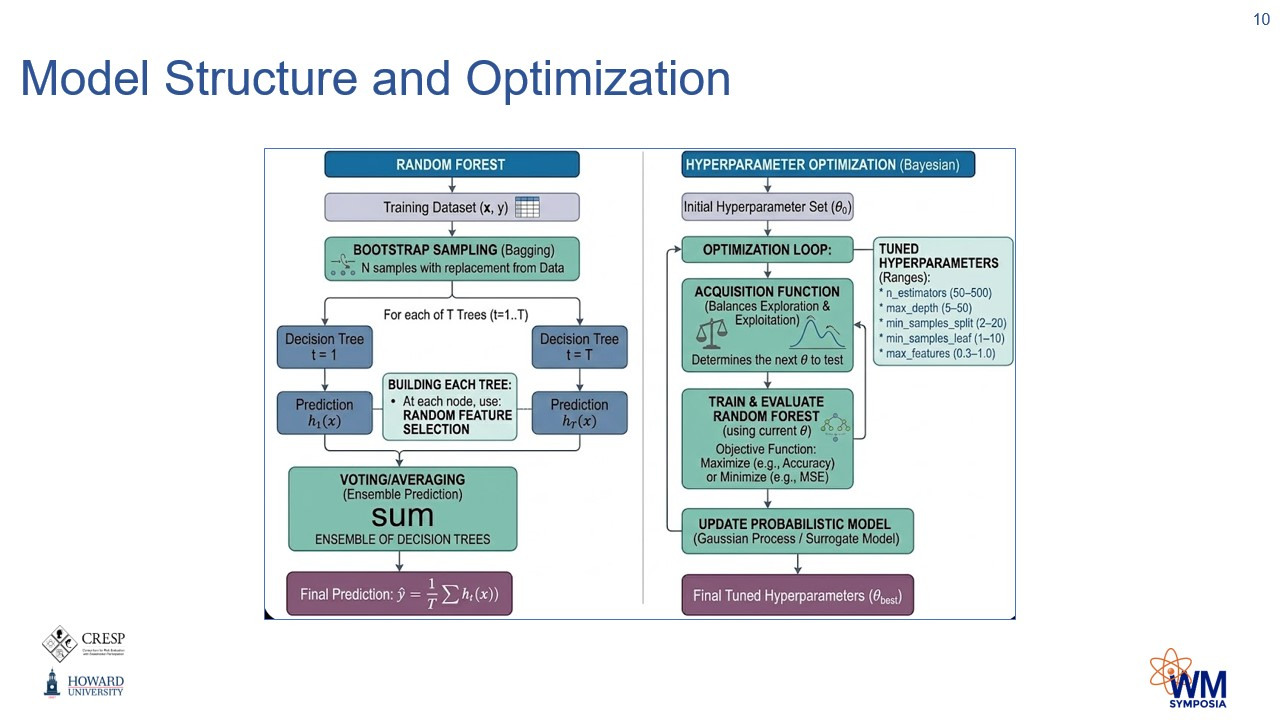 10
Model Structure and Optimization
RANDOM FOREST
Training Dataset (x, y)
BOOTSTRAP SAMPLING (Bagging)
N samples with replacement from Data
For each of T Trees (t=1..T)
Decision Tree
t = 1
Decision Tree
t = T
BUILDING EACH TREE:
• At each node, use:
RANDOM FEATURE
SELECTION
Prediction
h₁(x)
Prediction
h_T(x)
VOTING/AVERAGING
(Ensemble Prediction)
sum
ENSEMBLE OF DECISION TREES
Final Prediction: ŷ = 1/T ∑ h_t(x))
HYPERPARAMETER OPTIMIZATION (Bayesian)
Initial Hyperparameter Set (θ₀)
OPTIMIZATION LOOP:
ACQUISITION FUNCTION
(Balances Exploration &
Exploitation)
Determines the next θ to test
TRAIN & EVALUATE
RANDOM FOREST
(using current θ)
Objective Function:
Maximize (e.g., Accuracy)
or Minimize (e.g., MSE)
UPDATE PROBABILISTIC MODEL
(Gaussian Process / Surrogate Model)
Final Tuned Hyperparameters (θ_best)
TUNED
HYPERPARAMETERS
(Ranges):
* n_estimators (50–500)
* max_depth (5–50)
* min_samples_split (2–20)
* min_samples_leaf (1–10)
* max_features (0.3–1.0)
CRESP
HOWARD
UNIVERSITY
WM
SYMPOSIA